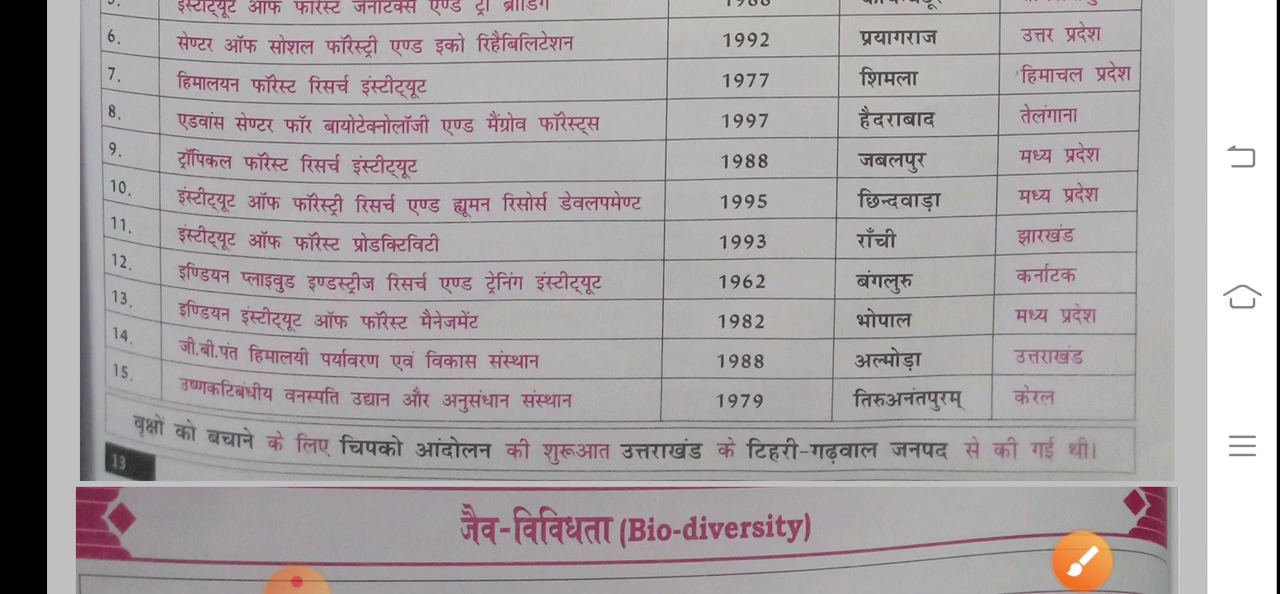 5. इंस्टीट्यूट ऑफ फॉरेस्ट जेनेटिक्स एण्ड ट्री ब्रीडिंग 1988
6. सेण्टर ऑफ सोशल फॉरेस्ट्री एण्ड इको रिहैबिलिटेशन 1992 प्रयागराज उत्तर प्रदेश
7. हिमालयन फॉरेस्ट रिसर्च इंस्टीट्यूट 1977 शिमला हिमाचल प्रदेश
8. एडवांस सेण्टर फॉर बायोटेक्नोलॉजी एण्ड मैंग्रोव फॉरेस्ट्स 1997 हैदराबाद तेलंगाना
9. ट्रॉपिकल फॉरेस्ट रिसर्च इंस्टीट्यूट 1988 जबलपुर मध्य प्रदेश
10. इंस्टीट्यूट ऑफ फॉरेस्ट्री रिसर्च एण्ड ह्यूमन रिसोर्स डेवलपमेण्ट 1995 छिन्दवाड़ा मध्य प्रदेश
11. इंस्टीट्यूट ऑफ फॉरेस्ट प्रोडक्टिविटी 1993 राँची झारखंड
12. इण्डियन प्लाइवुड इण्डस्ट्रीज रिसर्च एण्ड ट्रेनिंग इंस्टीट्यूट 1962 बंगलुरु कर्नाटक
13. इण्डियन इंस्टीट्यूट ऑफ फॉरेस्ट मैनेजमेंट 1982 भोपाल मध्य प्रदेश
14. जी.बी.पंत हिमालयी पर्यावरण एवं विकास संस्थान 1988 अल्मोड़ा उत्तराखंड
15. उष्णकटिबंधीय वनस्पति उद्यान और अनुसंधान संस्थान 1979 तिरुअनंतपुरम् केरल
वृक्षों को बचाने के लिए चिपको आंदोलन की शुरूआत उत्तराखंड के टिहरी-गढ़वाल जनपद से की गई थी।
13
जैव-विविधता (Bio-diversity)